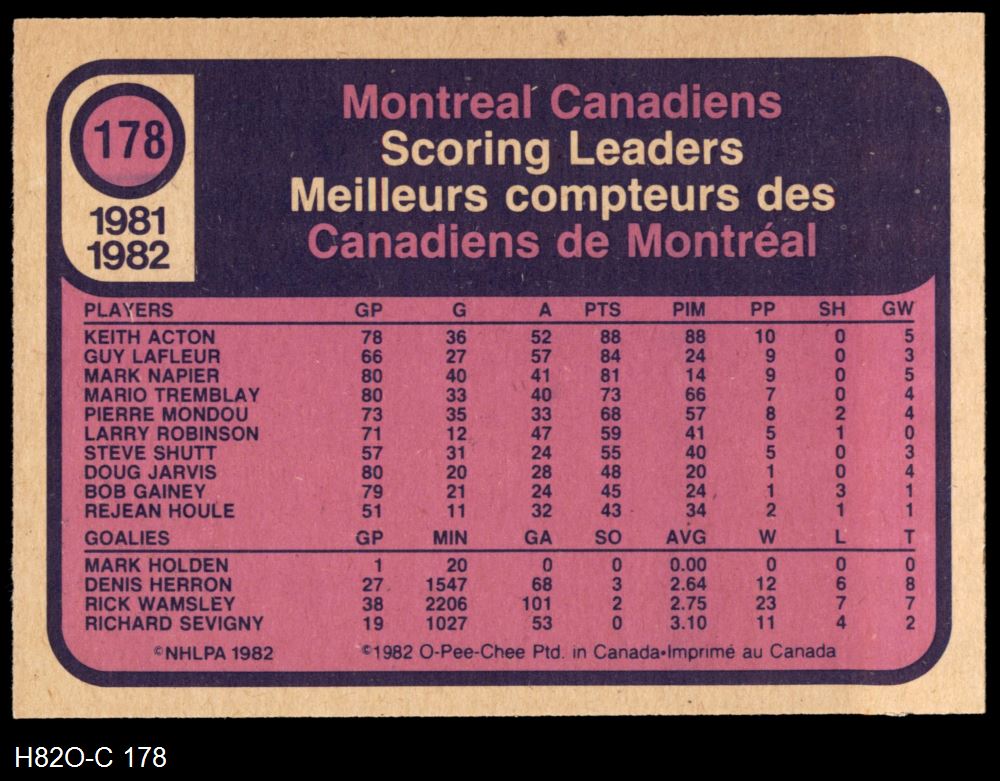 178
1981
1982
Montreal Canadiens
Scoring Leaders
Meilleurs compteurs des
Canadiens de Montréal
PLAYERS GP G A PTS PIM PP SH GW
KEITH ACTON 78 36 52 88 88 10 0 5
GUY LAFLEUR 66 27 57 84 24 9 0 3
MARK NAPIER 80 40 41 81 14 9 0 5
MARIO TREMBLAY 80 33 40 73 66 7 0 4
PIERRE MONDOU 73 35 33 68 57 8 2 4
LARRY ROBINSON 71 12 47 59 41 5 1 0
STEVE SHUTT 57 31 24 55 40 5 0 3
DOUG JARVIS 80 20 28 48 20 1 0 4
BOB GAINEY 79 21 24 45 24 1 3 1
REJEAN HOULE 51 11 32 43 34 2 1 1
GOALIES GP MIN GA SO AVG W L T
MARK HOLDEN 1 20 0 0 0.00 0 0 0
DENIS HERRON 27 1547 68 3 2.64 12 6 8
RICK WAMSLEY 38 2206 101 2 2.75 23 7 7
RICHARD SEVIGNY 19 1027 53 0 3.10 11 4 2
©NHLPA 1982 ©1982 O-Pee-Chee Ptd. in Canada•Imprimé au Canada
H82O-C 178